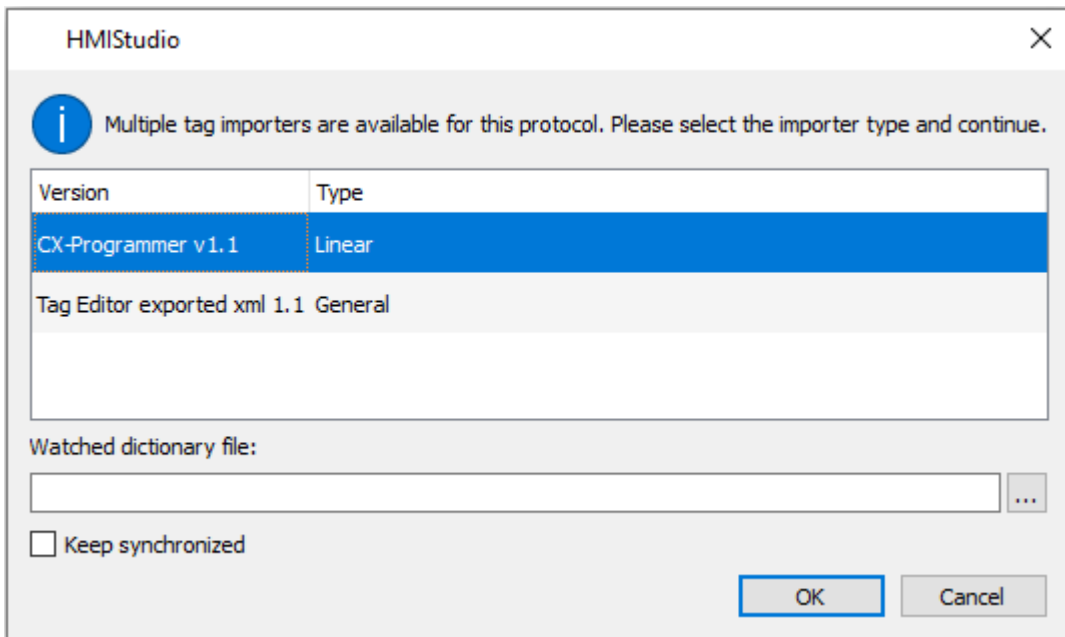 HMIStudio
Multiple tag importers are available for this protocol. Please select the importer type and continue.
Version Type
CX-Programmer v1.1 Linear
Tag Editor exported xml 1.1 General
Watched dictionary file:
...
Keep synchronized
OK Cancel